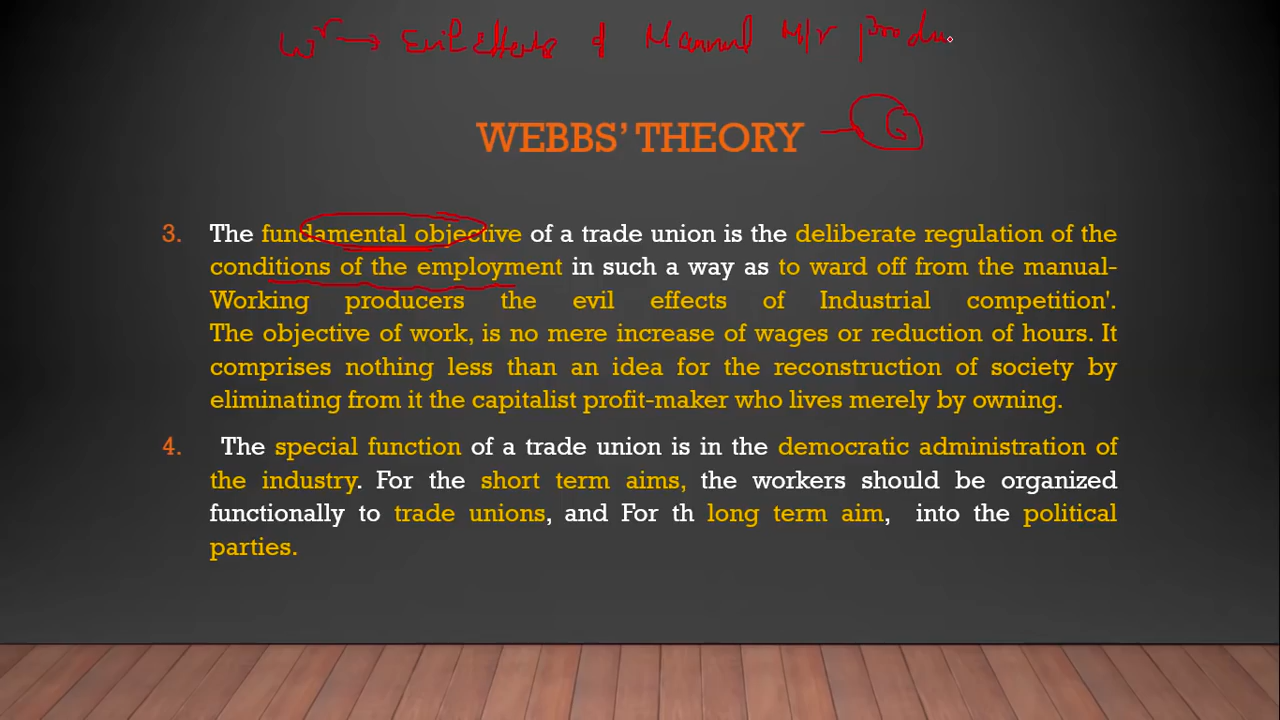 Evil Effects of Manual
WEBBS' THEORY
3. The fundamental objective of a trade union is the deliberate regulation of the
conditions of the employment in such a way as to ward off from the manual-
Working producers the evil effects of Industrial competition'.
The objective of work, is no mere increase of wages or reduction of hours. It
comprises nothing less than an idea for the reconstruction of society by
eliminating from it the capitalist profit-maker who lives merely by owning.
4. The special function of a trade union is in the democratic administration of
the industry. For the short term aims, the workers should be organized
functionally to trade unions, and For th long term aim, into the political
parties.